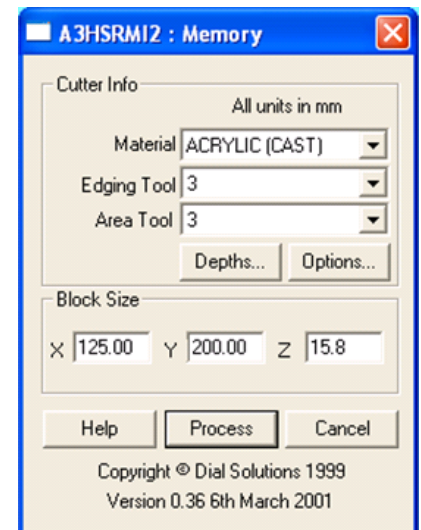 A3HSRMI2 : Memory
Cutter Info
All units in mm
Material ACRYLIC (CAST)
Edging Tool 3
Area Tool 3
Depths... Options...
Block Size
X 125.00 Y 200.00 Z 15.8
Help Process Cancel
Copyright © Dial Solutions 1999
Version 0.36 6th March 2001